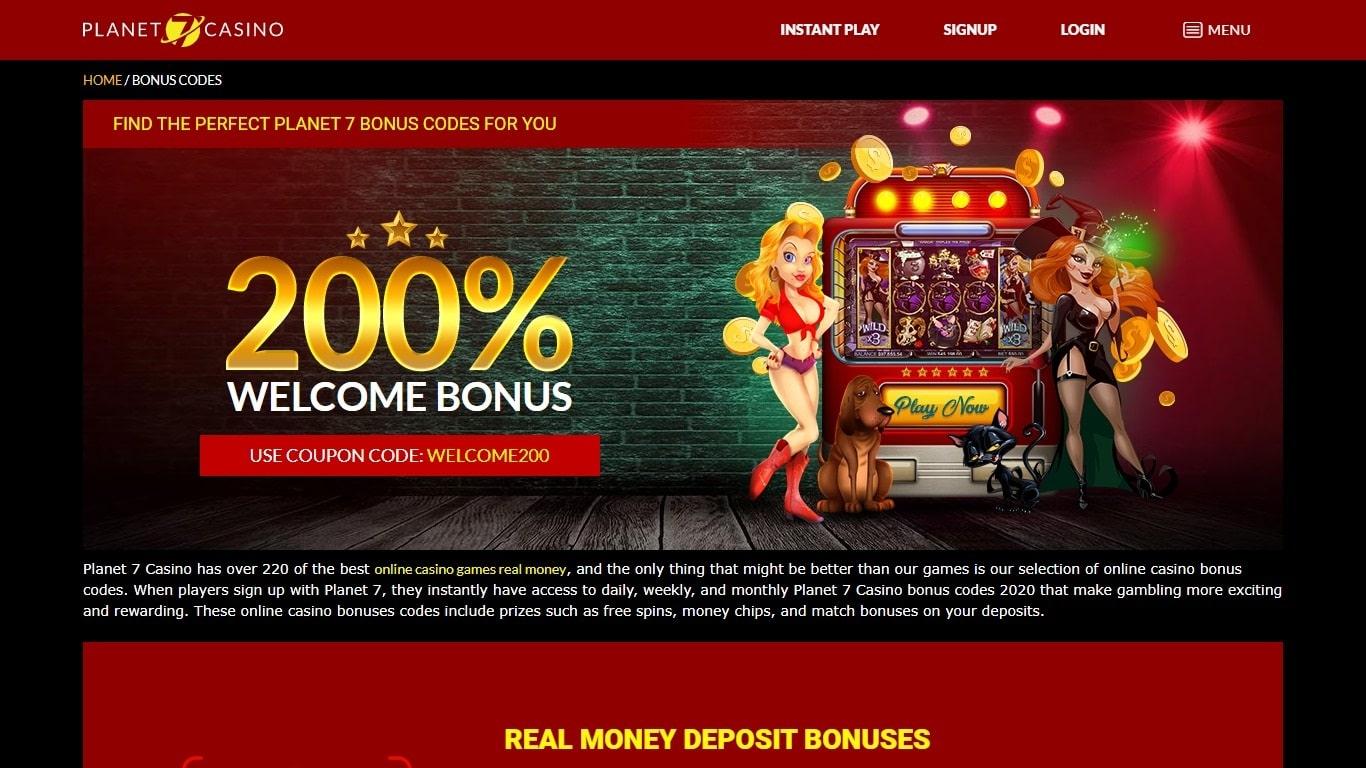 PLANET 7 CASINO
INSTANT PLAY
SIGNUP
LOGIN
MENU
HOME / BONUS CODES
FIND THE PERFECT PLANET 7 BONUS CODES FOR YOU
200%
WELCOME BONUS
USE COUPON CODE: WELCOME200
WILD
X3
WILD
X3
Play Now
Planet 7 Casino has over 220 of the best online casino games real money, and the only thing that might be better than our games is our selection of online casino bonus
codes. When players sign up with Planet 7, they instantly have access to daily, weekly, and monthly Planet 7 Casino bonus codes 2020 that make gambling more exciting
and rewarding. These online casino bonuses codes include prizes such as free spins, money chips, and match bonuses on your deposits.
REAL MONEY DEPOSIT BONUSES